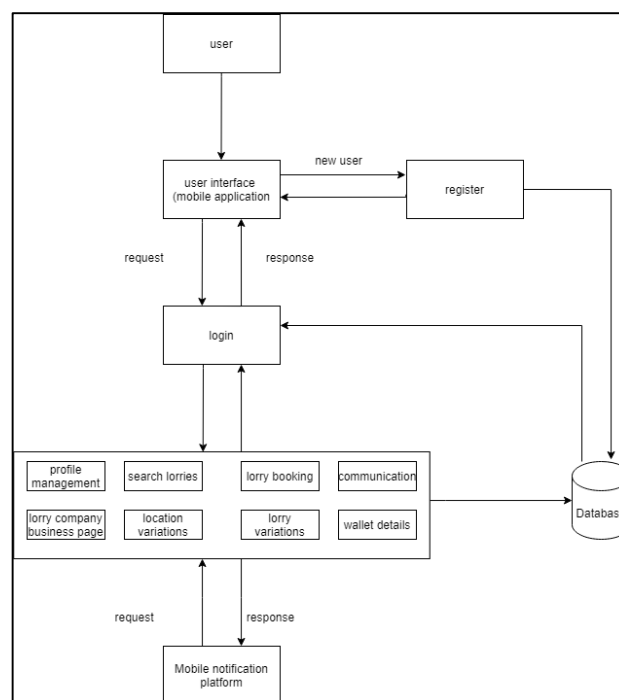 user
new user
user interface
(mobile application
register
request
response
login
profile
management
search lorries
lorry booking
communication
lorry company
business page
location
variations
lorry
variations
wallet details
Database
request
response
Mobile notification
platform